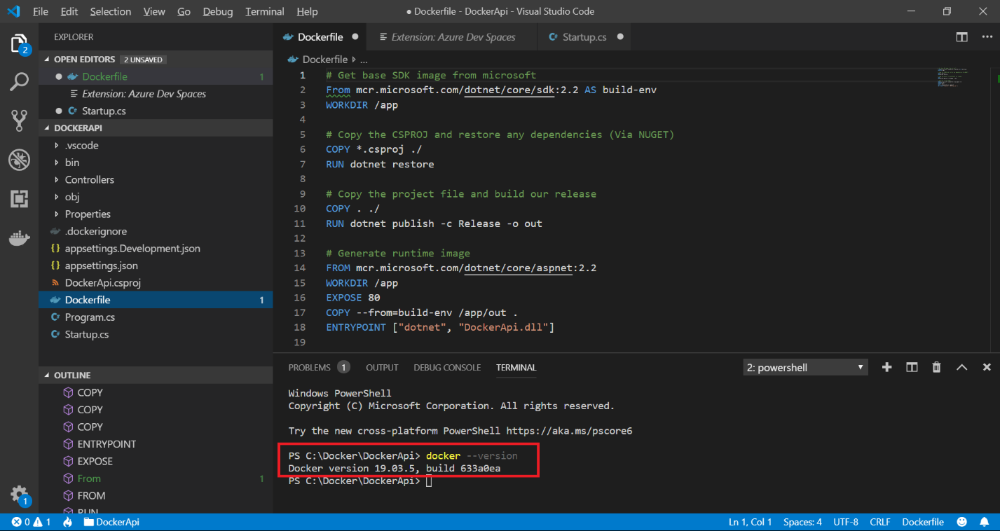 File Edit Selection View Go Debug Terminal Help
● Dockerfile - DockerApi - Visual Studio Code
2
EXPLORER
OPEN EDITORS 2 UNSAVED
Dockerfile 1
Extension: Azure Dev Spaces
Startup.cs
DOCKERAPI
.vscode
bin
Controllers
obj
Properties
.dockerignore
{} appsettings.Development.json
{} appsettings.json
DockerApi.csproj
Dockerfile 1
Program.cs
Startup.cs
OUTLINE
COPY
COPY
COPY
ENTRYPOINT
EXPOSE
From 1
FROM
RUN
1
Dockerfile ● Extension: Azure Dev Spaces Startup.cs ●
Dockerfile ...
1 # Get base SDK image from microsoft
2 From mcr.microsoft.com/dotnet/core/sdk:2.2 AS build-env
3 WORKDIR /app
4
5 # Copy the CSPROJ and restore any dependencies (Via NUGET)
6 COPY *.csproj ./
7 RUN dotnet restore
8
9 # Copy the project file and build our release
10 COPY . ./
11 RUN dotnet publish -c Release -o out
12
13 # Generate runtime image
14 FROM mcr.microsoft.com/dotnet/core/aspnet:2.2
15 WORKDIR /app
16 EXPOSE 80
17 COPY --from=build-env /app/out .
18 ENTRYPOINT ["dotnet", "DockerApi.dll"]
19
PROBLEMS 1 OUTPUT DEBUG CONSOLE TERMINAL 2: powershell
Windows PowerShell
Copyright (C) Microsoft Corporation. All rights reserved.
Try the new cross-platform PowerShell https://aka.ms/pscore6
PS C:\Docker\DockerApi> docker --version
Docker version 19.03.5, build 633a0ea
PS C:\Docker\DockerApi>
0 1 DockerApi Ln 1, Col 1 Spaces: 4 UTF-8 CRLF Dockerfile